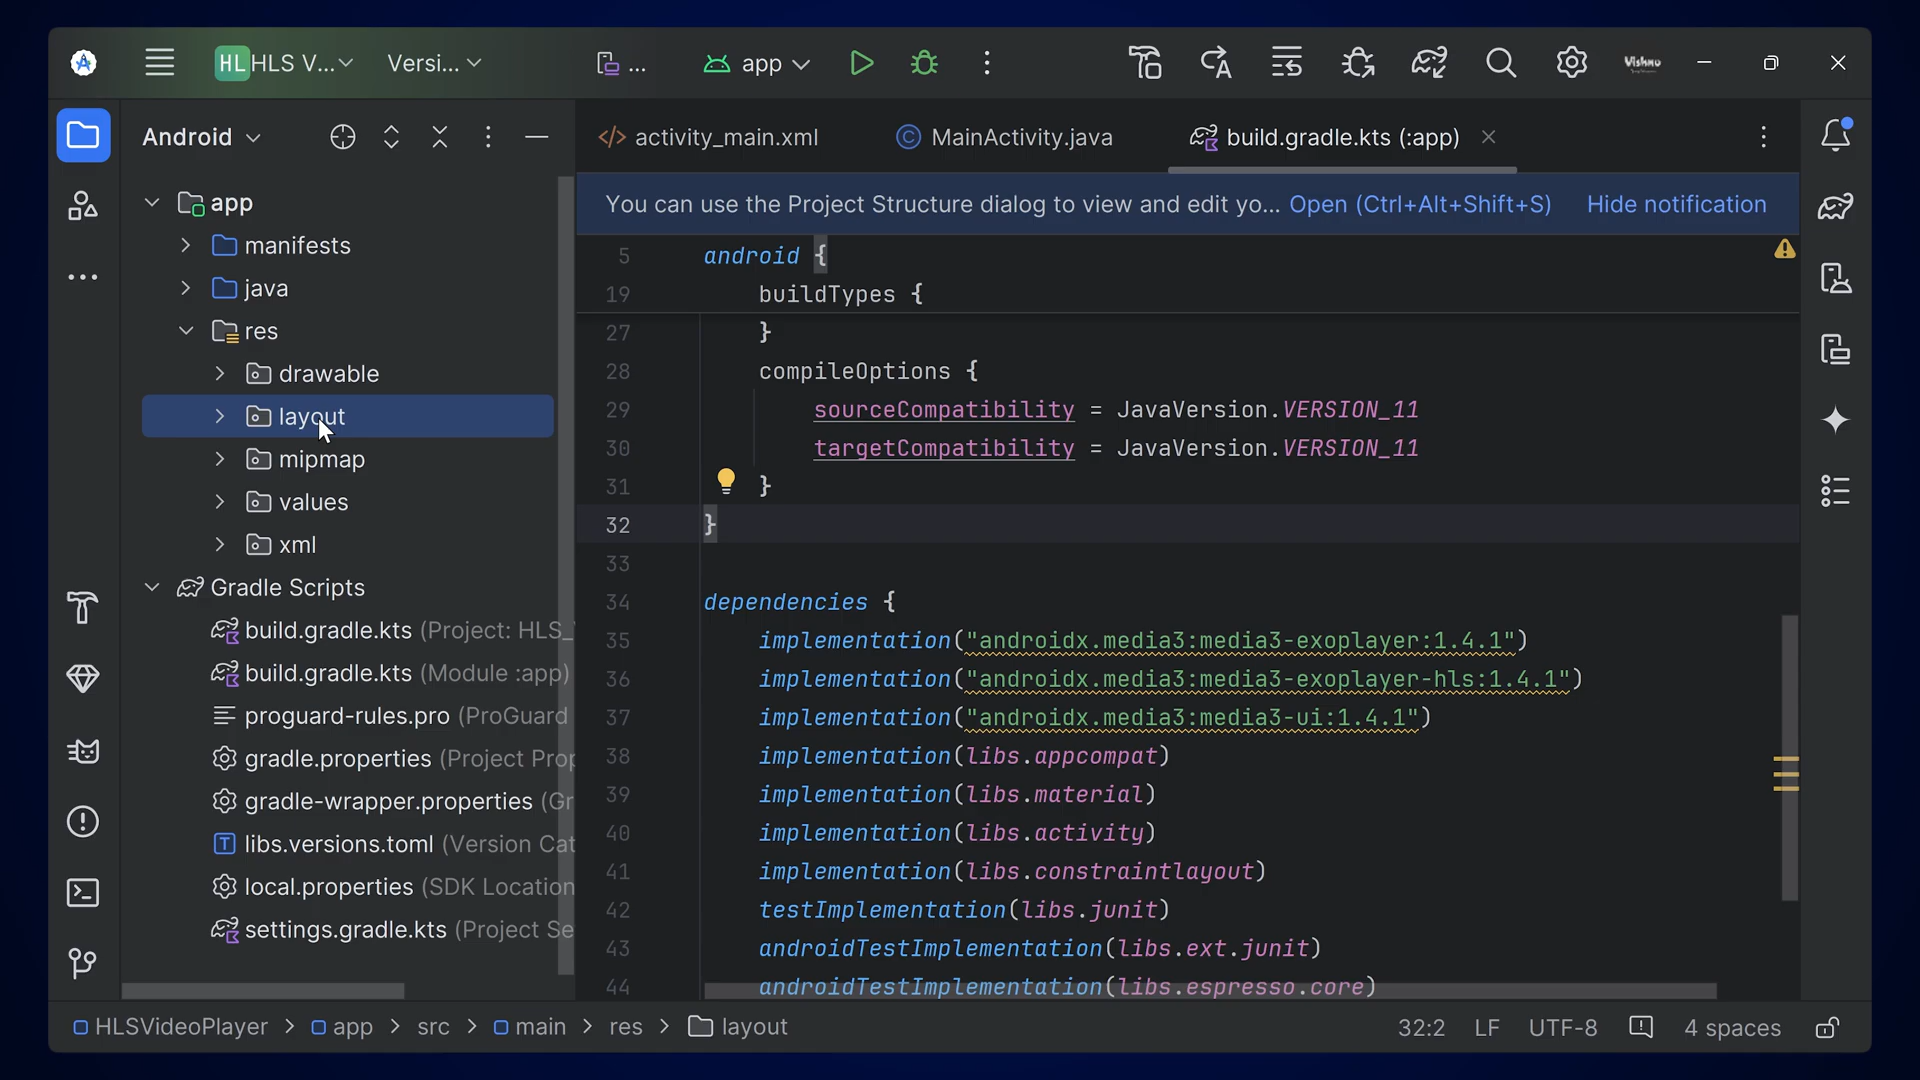 HL HLS V... Versi... ... app Vishnu
Android
activity_main.xml MainActivity.java build.gradle.kts (:app)
You can use the Project Structure dialog to view and edit yo... Open (Ctrl+Alt+Shift+S) Hide notification
app
manifests
java
res
drawable
layout
mipmap
values
xml
Gradle Scripts
build.gradle.kts (Project: HLS_
build.gradle.kts (Module :app)
proguard-rules.pro (ProGuard
gradle.properties (Project Prop
gradle-wrapper.properties (Gr
libs.versions.toml (Version Cat
local.properties (SDK Location
settings.gradle.kts (Project Se
5 android {
19 buildTypes {
27 }
28 compileOptions {
29 sourceCompatibility = JavaVersion.VERSION_11
30 targetCompatibility = JavaVersion.VERSION_11
31 }
32 }
33
34 dependencies {
35 implementation("androidx.media3:media3-exoplayer:1.4.1")
36 implementation("androidx.media3:media3-exoplayer-hls:1.4.1")
37 implementation("androidx.media3:media3-ui:1.4.1")
38 implementation(libs.appcompat)
39 implementation(libs.material)
40 implementation(libs.activity)
41 implementation(libs.constraintlayout)
42 testImplementation(libs.junit)
43 androidTestImplementation(libs.ext.junit)
44 androidTestImplementation(libs.espresso.core)
HLSVideoPlayer > app > src > main > res > layout 32:2 LF UTF-8 4 spaces